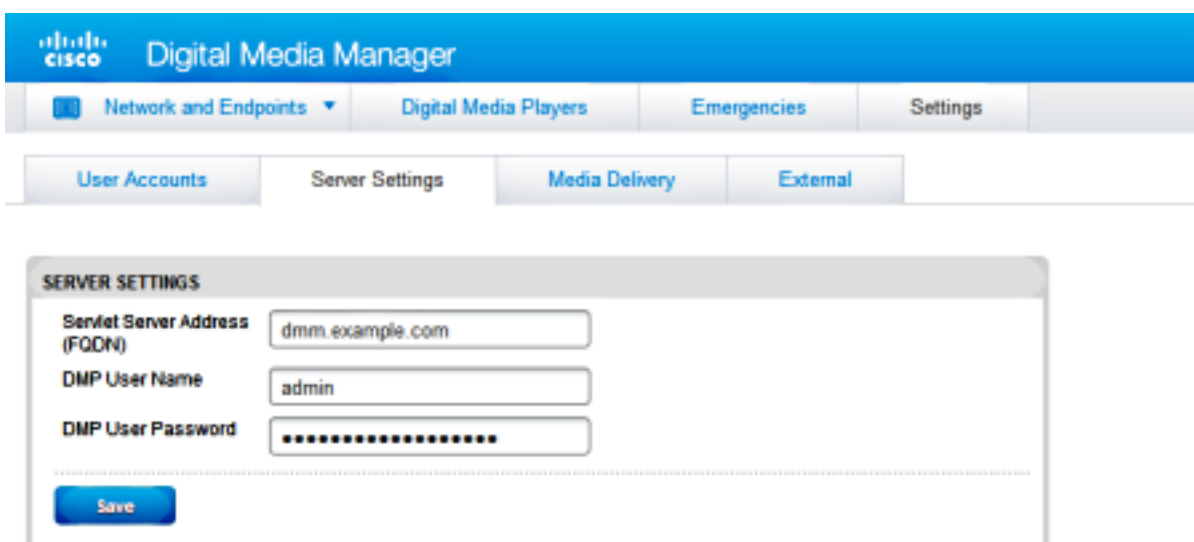 CISCO Digital Media Manager
Network and Endpoints Digital Media Players Emergencies Settings
User Accounts Server Settings Media Delivery External
SERVER SETTINGS
Servlet Server Address
(FQDN)
dmm.example.com
DMP User Name
admin
DMP User Password
••••••••••••••••••
Save